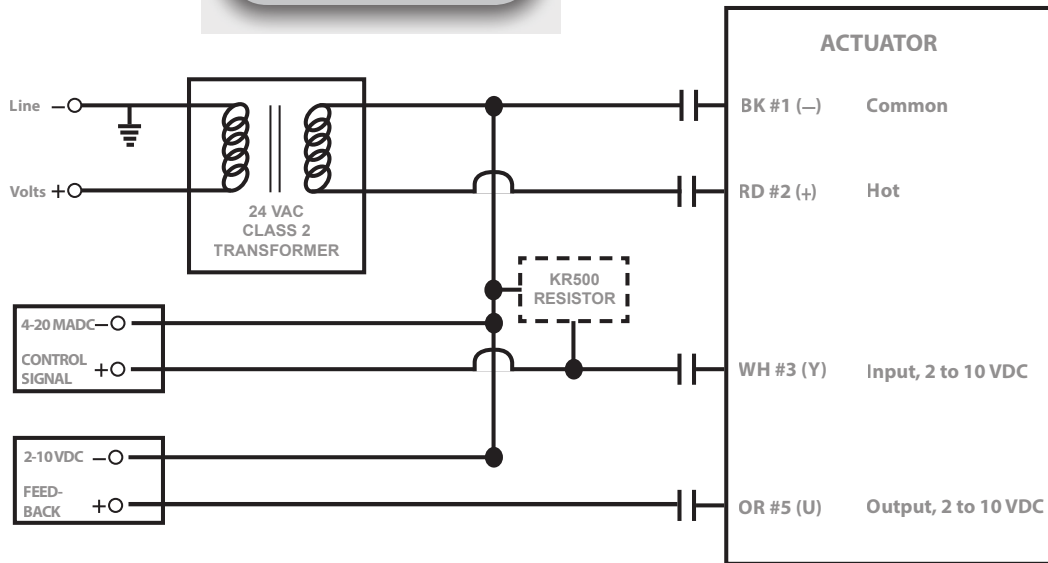 ACTUATOR
Line –
BK #1 (—) Common
Volts +
RD #2 (+) Hot
24 VAC
CLASS 2
TRANSFORMER
KR500
RESISTOR
4-20 MADC –
CONTROL
SIGNAL +
WH #3 (Y) Input, 2 to 10 VDC
2-10 VDC –
FEED-
BACK +
OR #5 (U) Output, 2 to 10 VDC